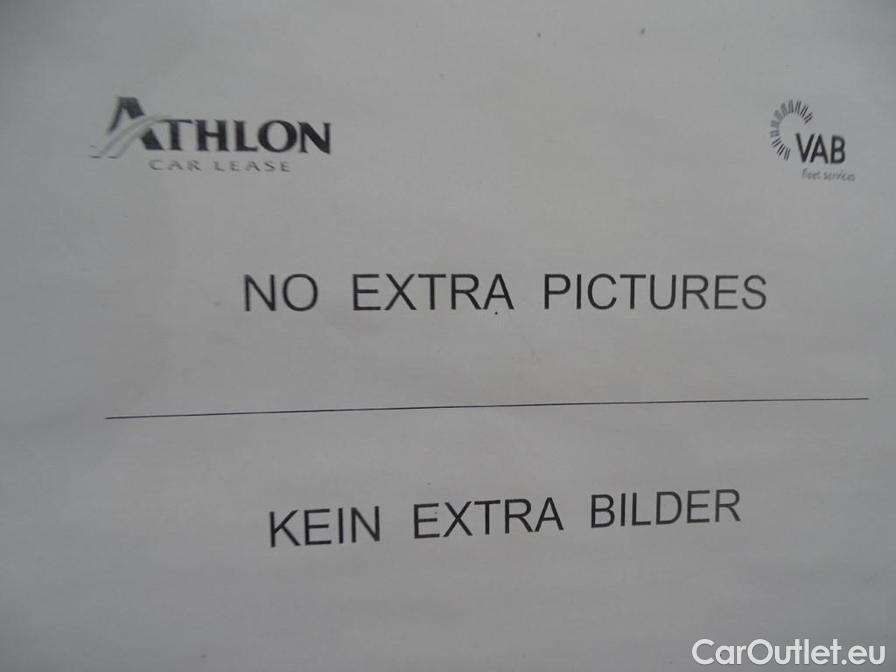 ATHLON
CAR LEASE
VAB
fleet services
NO EXTRA PICTURES
KEIN EXTRA BILDER
CarOutlet.eu